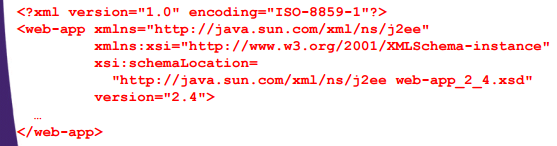 <?xml version="1.0" encoding="ISO-8859-1"?>
<web-app xmlns="http://java.sun.com/xml/ns/j2ee"
xmlns:xsi="http://www.w3.org/2001/XMLSchema-instance"
xsi:schemaLocation=
"http://java.sun.com/xml/ns/j2ee web-app_2_4.xsd"
version="2.4">
…
</web-app>